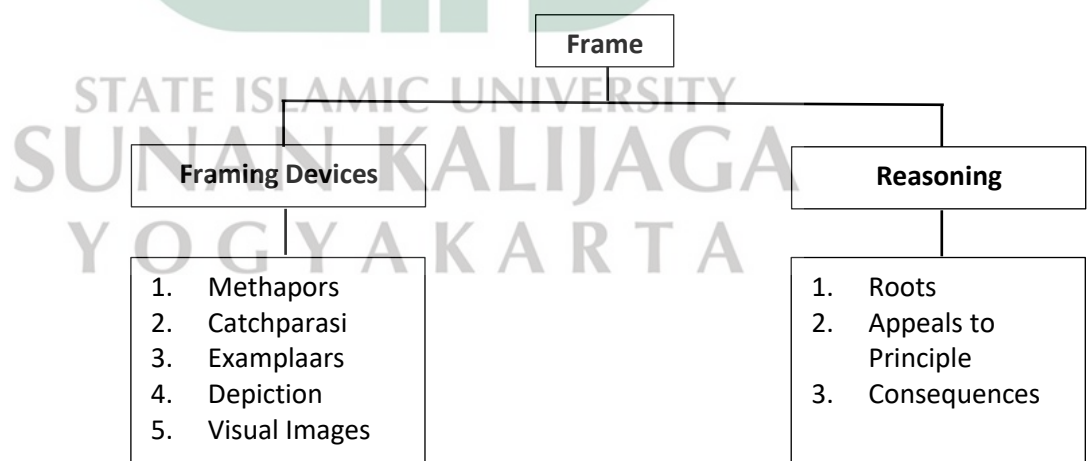 Frame
STATE ISLAMIC UNIVERSITY
SUNAN KALIJAGA
YOGYAKARTA
Framing Devices
Reasoning
1. Methapors
2. Catchparasi
3. Examplaars
4. Depiction
5. Visual Images
1. Roots
2. Appeals to
Principle
3. Consequences